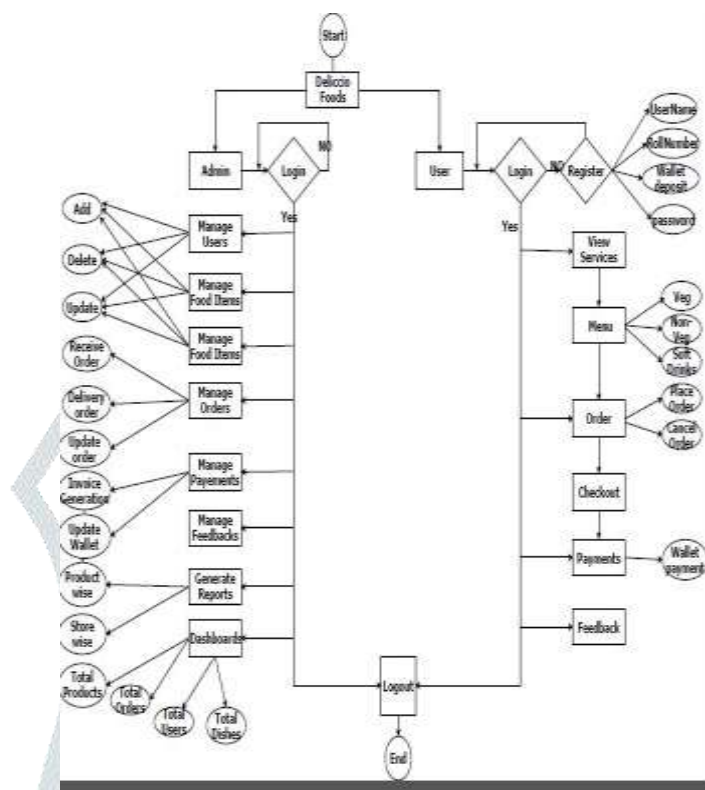 Start
Deliccio
Foods
Admin
Login
NO
User
Login
NO
Register
UserName
RollNumber
Wallet
deposit
password
Yes
Yes
Add
Delete
Update
Receive
Order
Delivery
order
Update
order
Invoice
Generation
Update
Wallet
Product
wise
Store
wise
Total
Products
Total
Orders
Total
Users
Total
Dishes
Manage
Users
Manage
Food Items
Manage
Food Items
Manage
Orders
Manage
Payements
Manage
Feedbacks
Generate
Reports
Dashboards
View
Services
Menu
Veg
Non-
Veg
Soft
Drinks
Order
Place
Order
Cancel
Order
Checkout
Payments
Wallet
payment
Feedback
Logout
End